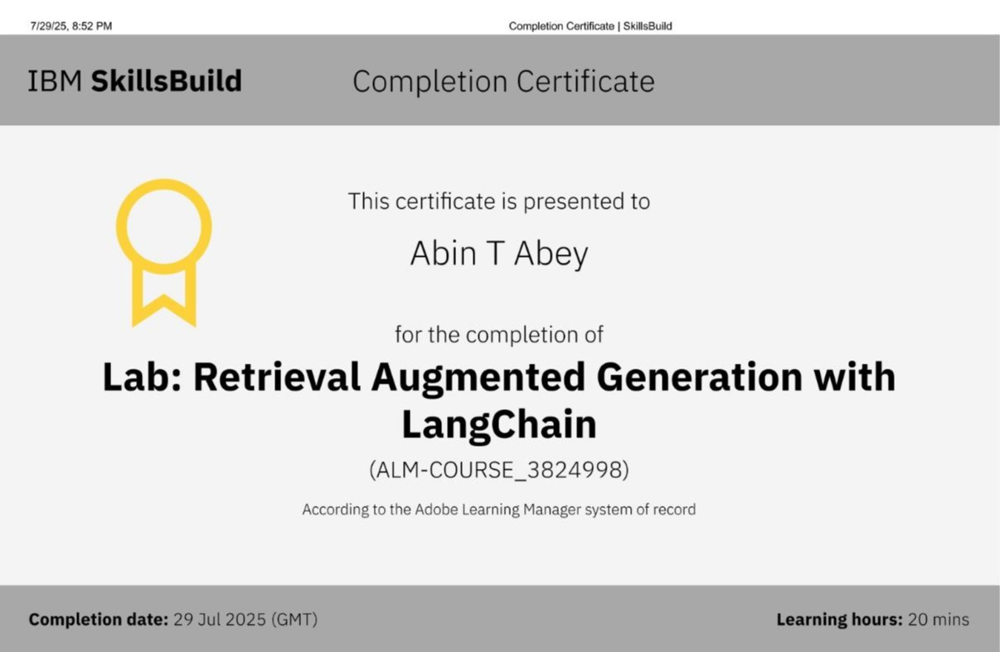 7/29/25, 8:52 PM
Completion Certificate | SkillsBuild
IBM SkillsBuild
Completion Certificate
This certificate is presented to
Abin T Abey
for the completion of
Lab: Retrieval Augmented Generation with
LangChain
(ALM-COURSE_3824998)
According to the Adobe Learning Manager system of record
Completion date: 29 Jul 2025 (GMT)
Learning hours: 20 mins